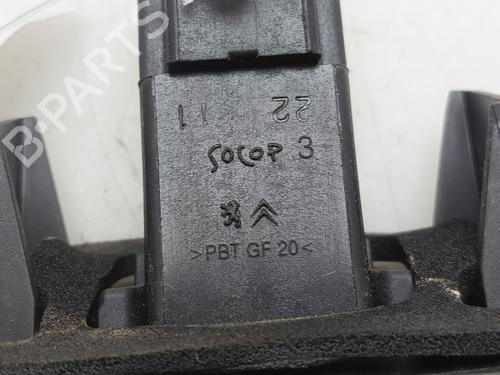 11 22
SOCOP 3
>PBT GF 20<
B-PARTS